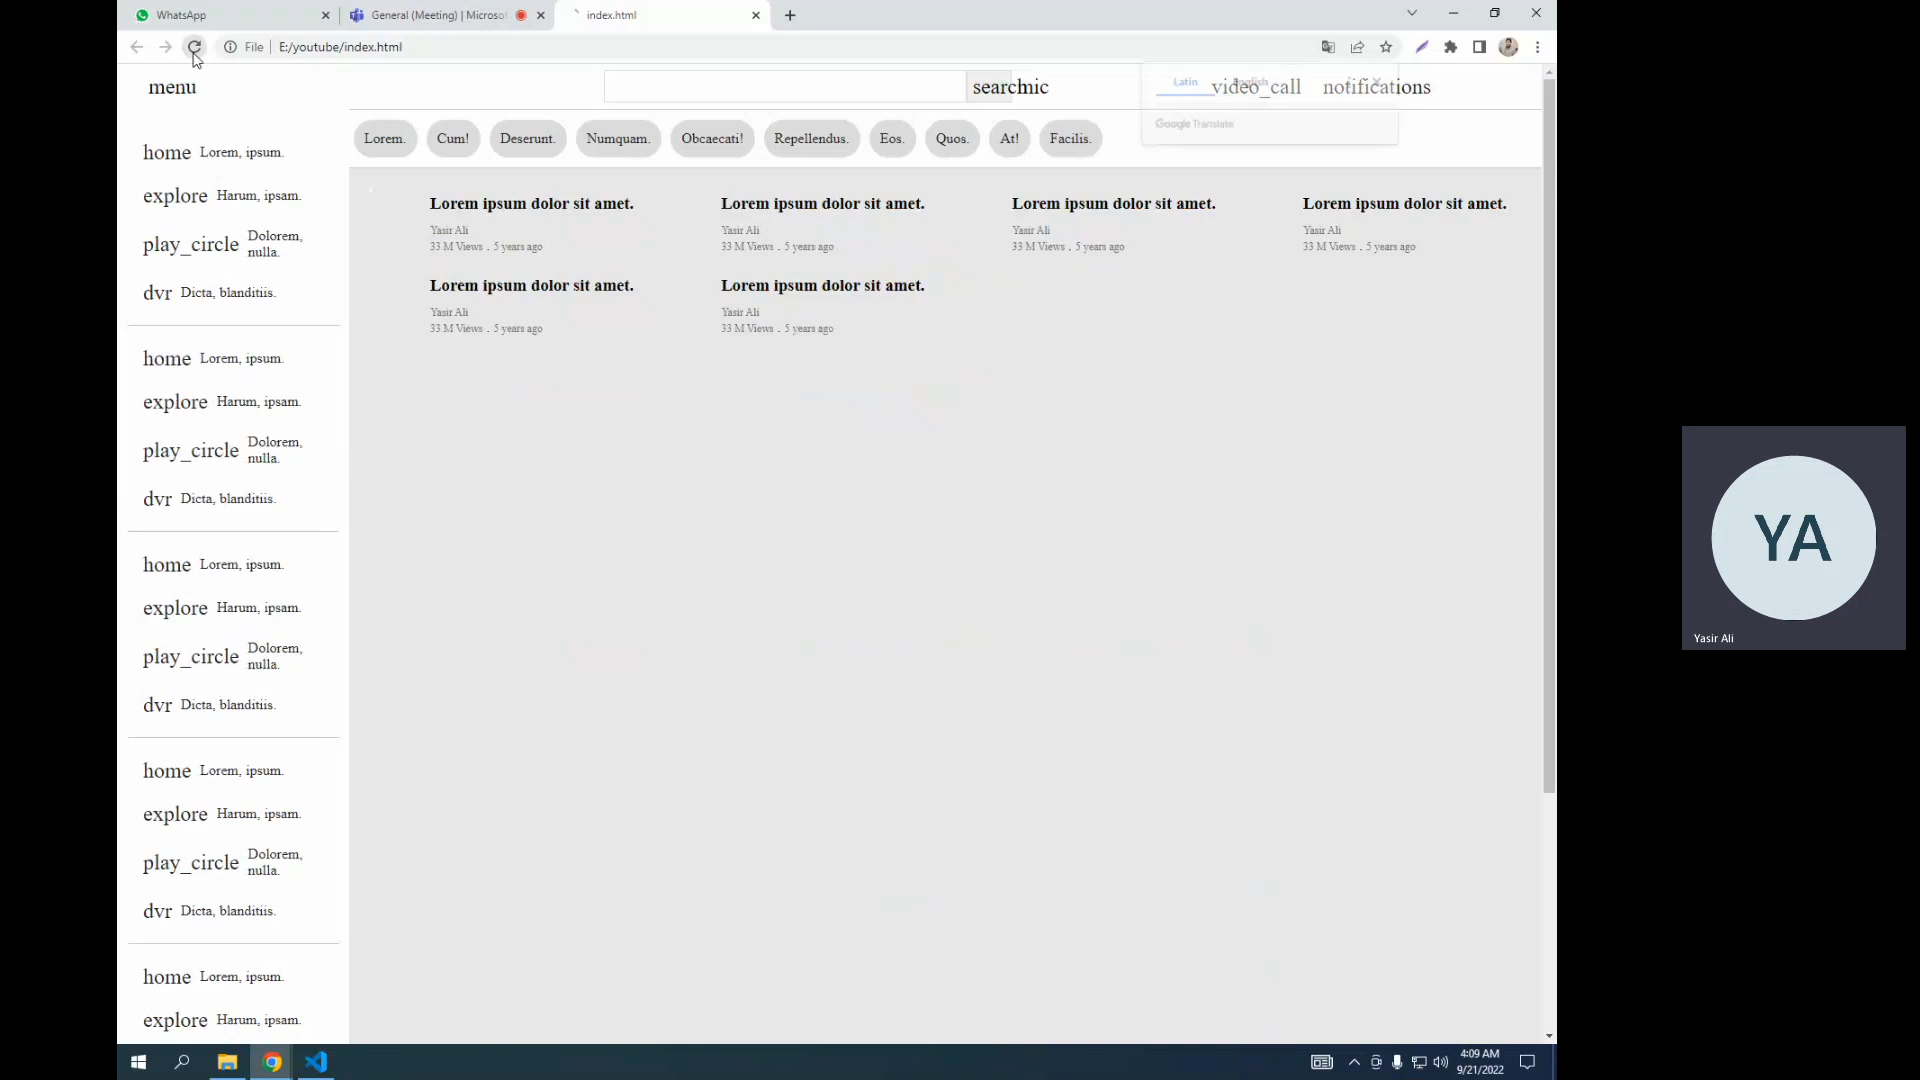 WhatsApp
General (Meeting) | Microso
index.html
File
E:/youtube/index.html
menu
search
mic
video_call
notifications
Latin
English
Google Translate
Lorem.
Cum!
Deserunt.
Numquam.
Obcaecati!
Repellendus.
Eos.
Quos.
At!
Facilis.
home Lorem, ipsum.
explore Harum, ipsam.
play_circle Dolorem,
nulla.
dvr Dicta, blanditiis.
home Lorem, ipsum.
explore Harum, ipsam.
play_circle Dolorem,
nulla.
dvr Dicta, blanditiis.
home Lorem, ipsum.
explore Harum, ipsam.
play_circle Dolorem,
nulla.
dvr Dicta, blanditiis.
home Lorem, ipsum.
explore Harum, ipsam.
play_circle Dolorem,
nulla.
dvr Dicta, blanditiis.
home Lorem, ipsum.
explore Harum, ipsam.
Lorem ipsum dolor sit amet.
Yasir Ali
33 M Views . 5 years ago
Lorem ipsum dolor sit amet.
Yasir Ali
33 M Views . 5 years ago
Lorem ipsum dolor sit amet.
Yasir Ali
33 M Views . 5 years ago
Lorem ipsum dolor sit amet.
Yasir Ali
33 M Views . 5 years ago
Lorem ipsum dolor sit amet.
Yasir Ali
33 M Views . 5 years ago
Lorem ipsum dolor sit amet.
Yasir Ali
33 M Views . 5 years ago
YA
Yasir Ali
4:09 AM
9/21/2022